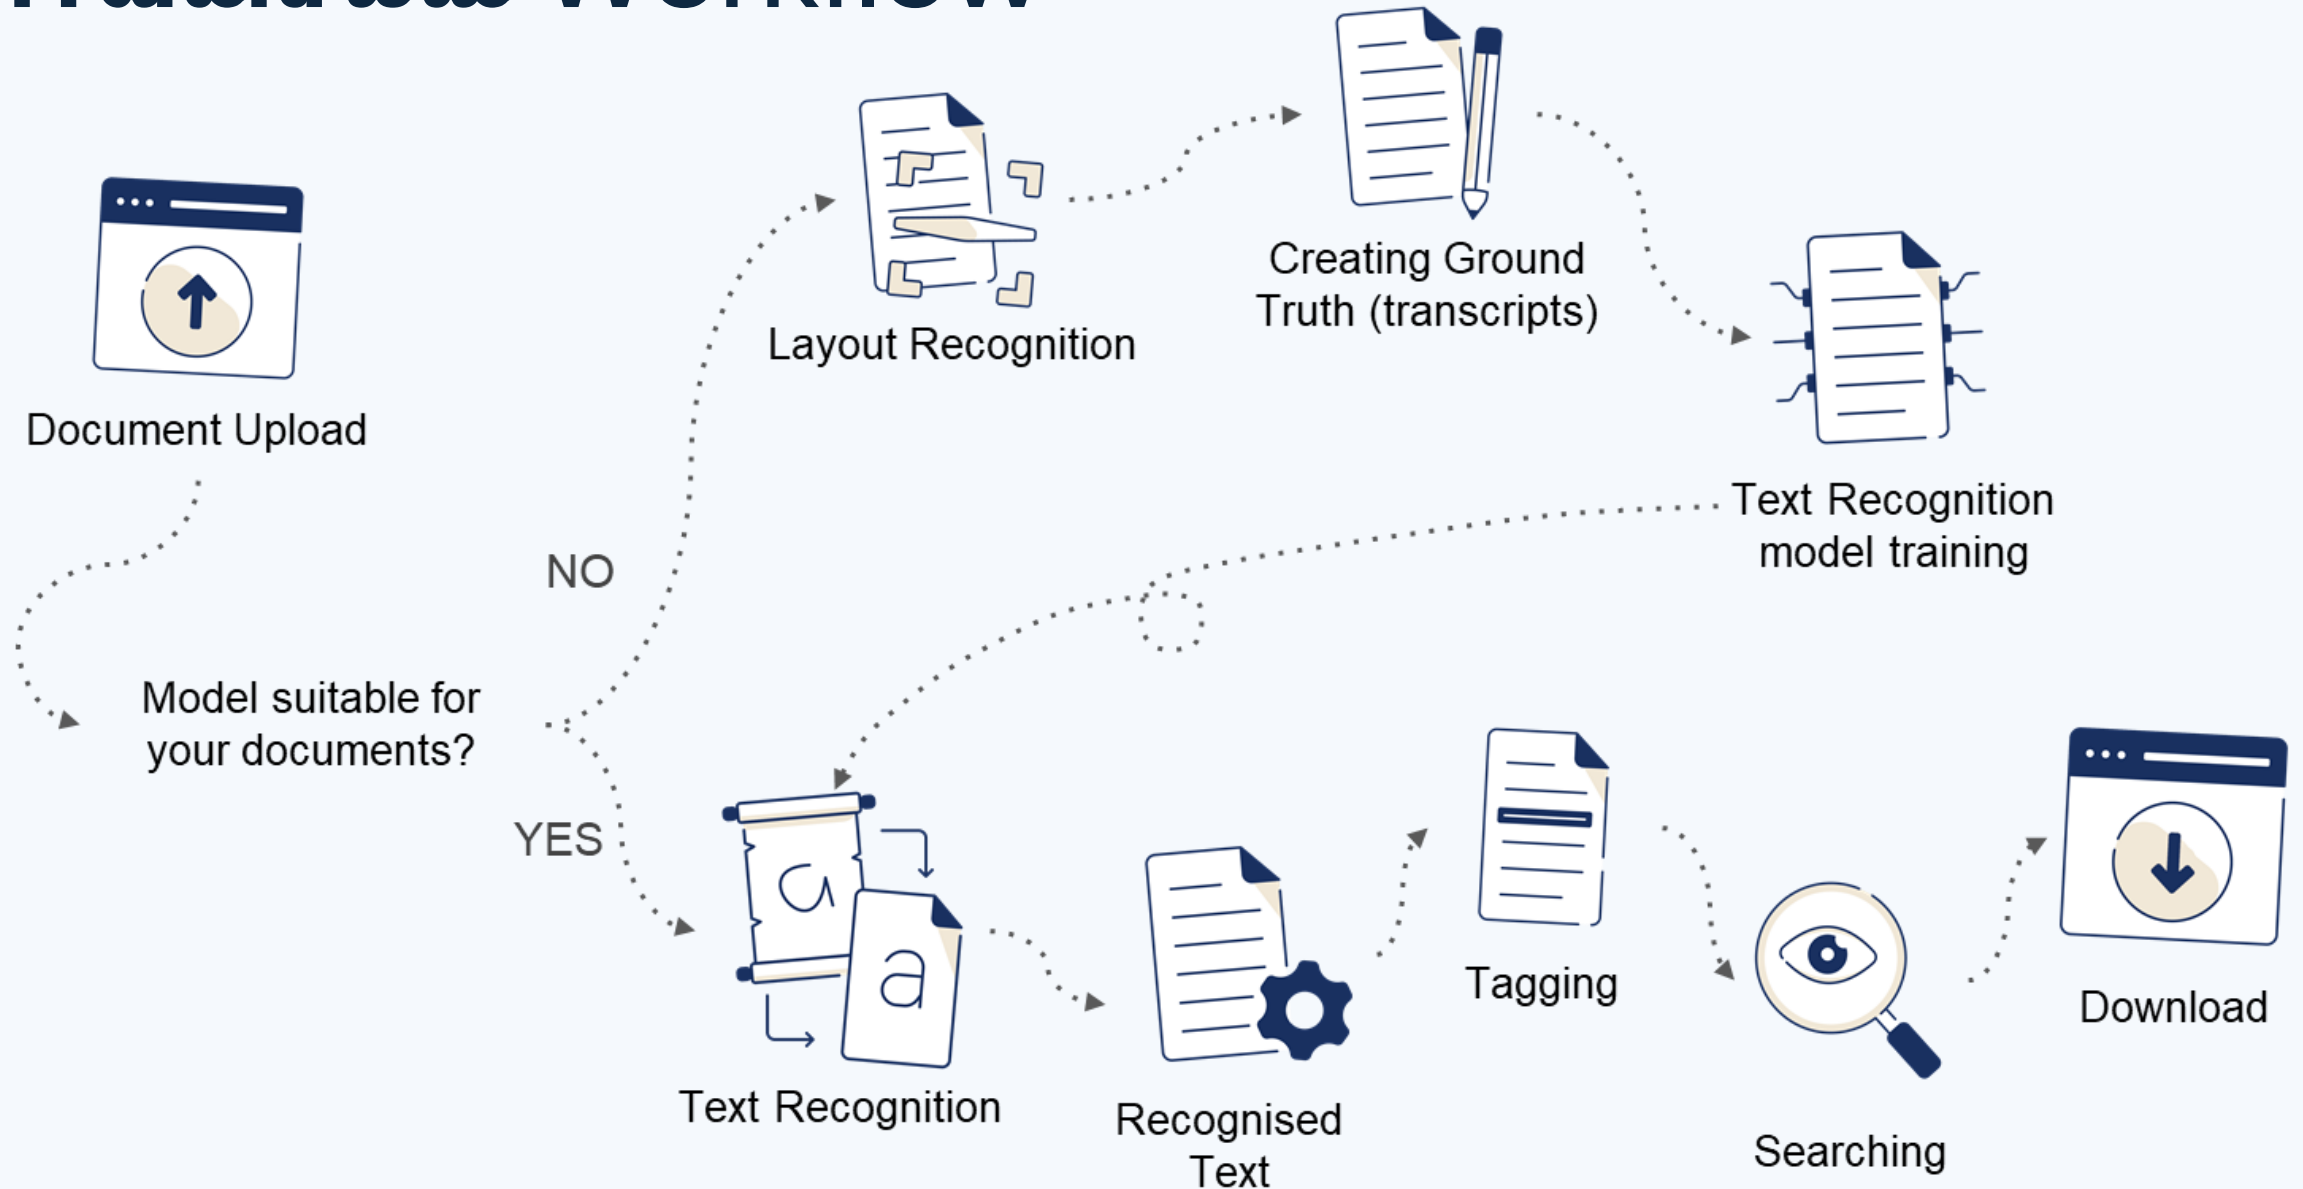 Workflow
Document Upload
Model suitable for
your documents?
NO
YES
Layout Recognition
Creating Ground
Truth (transcripts)
Text Recognition
model training
a
a
Text Recognition
Recognised
Text
Tagging
Searching
Download